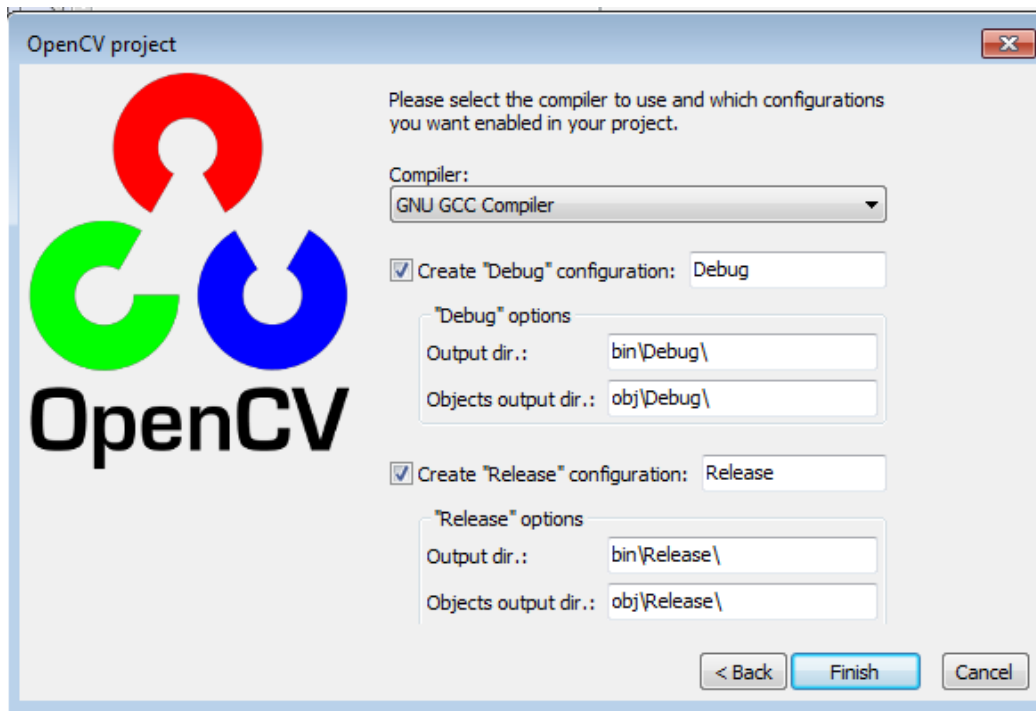 OpenCV project
Please select the compiler to use and which configurations
you want enabled in your project.
Compiler:
GNU GCC Compiler
Create "Debug" configuration: Debug
"Debug" options
Output dir.: bin\Debug\
Objects output dir.: obj\Debug\
OpenCV
Create "Release" configuration: Release
"Release" options
Output dir.: bin\Release\
Objects output dir.: obj\Release\
< Back Finish Cancel